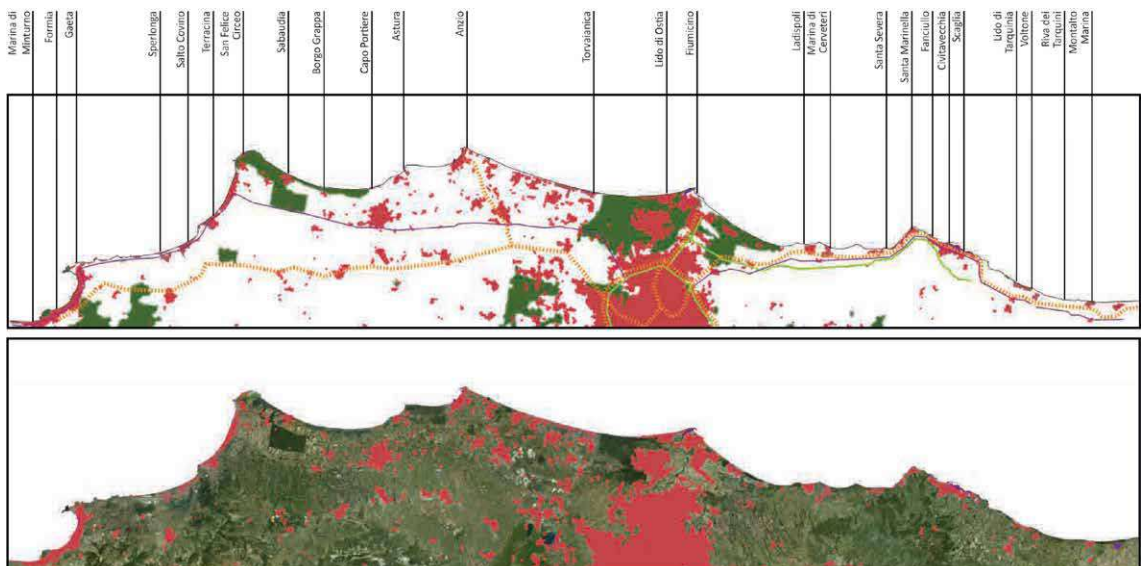 Marina di
Minturno
Formia
Gaeta
Sperlonga
Salto Covino
Terracina
San Felice
Circeo
Sabaudia
Borgo Grappa
Capo Portiere
Astura
Anzio
Torvaianica
Lido di Ostia
Fiumicino
Ladispoli
Marina di
Cerveteri
Santa Severa
Santa Marinella
Fanciullo
Civitavecchia
Scaglia
Lido di
Tarquinia
Voltone
Riva dei
Tarquini
Montalto
Marina